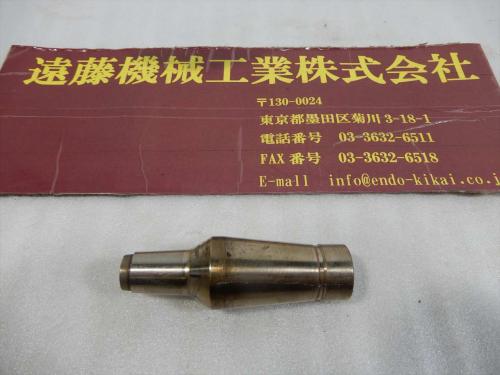 遠藤機械工業株式会社
〒130-0024
東京都墨田区菊川3-18-1
電話番号 03-3632-6511
FAX番号 03-3632-6518
E-mall info@endo-kikai.co.j